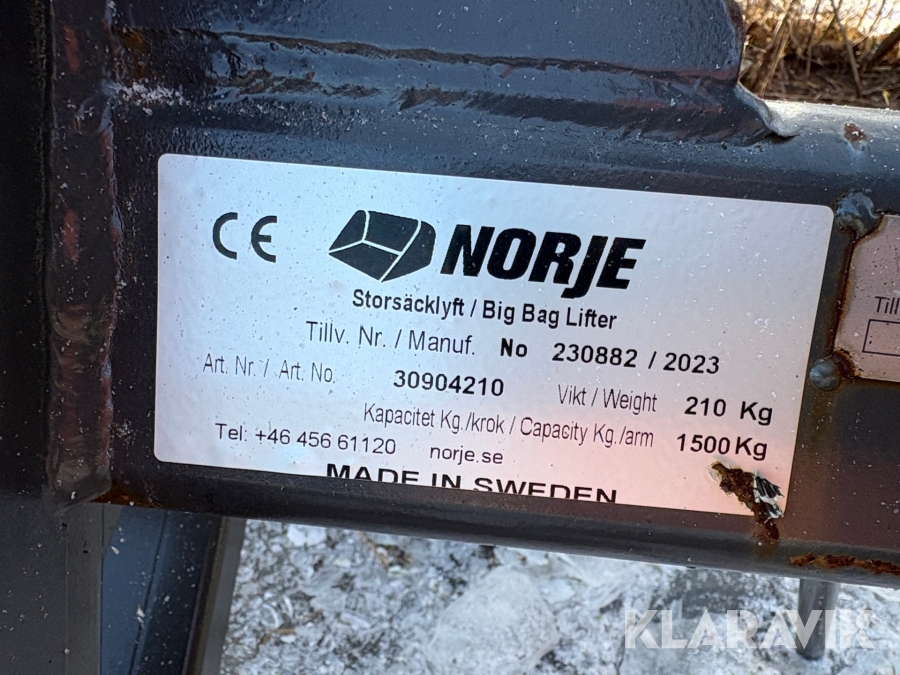 CE NORJE
Storsäcklyft / Big Bag Lifter
Tillv. Nr. / Manuf. No 230882 / 2023
Art. Nr. / Art. No. 30904210 Vikt / Weight 210 Kg
Kapacitet Kg./krok / Capacity Kg./arm 1500 Kg
Tel: +46 456 61120 norje.se
MADE IN SWEDEN
Till
KLARAVIK